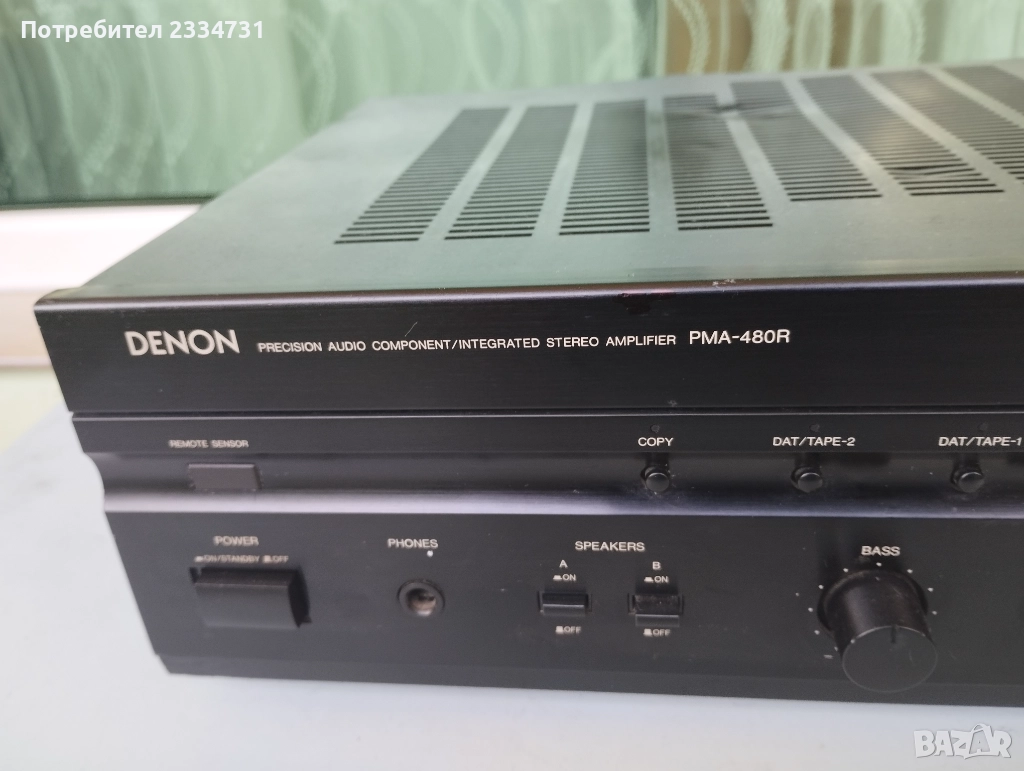 Потребител 2334731
DENON PRECISION AUDIO COMPONENT/INTEGRATED STEREO AMPLIFIER PMA-480R
REMOTE SENSOR COPY DAT/TAPE-2 DAT/TAPE-1
POWER PHONES SPEAKERS BASS
ON/STANDBY OFF
A B
ON ON
OFF OFF
BAZAR